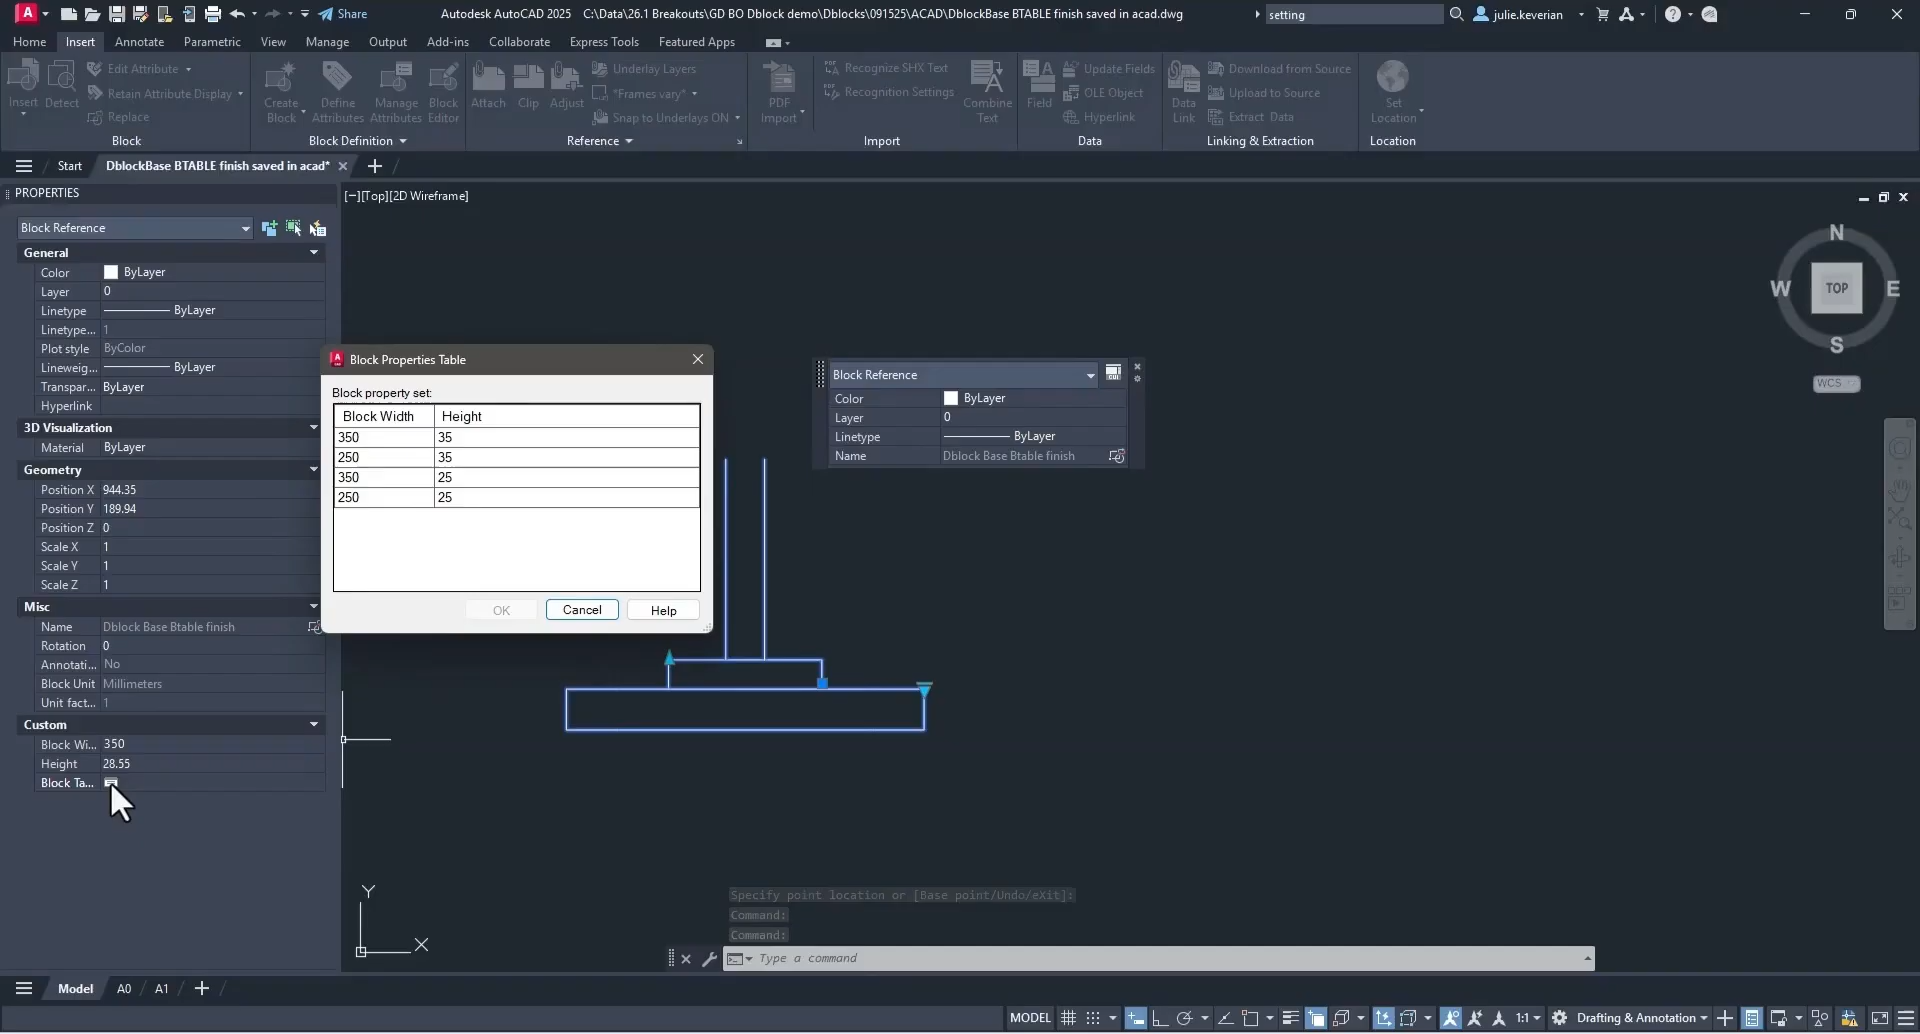 Share
Autodesk AutoCAD 2025 C:\Data\26.1 Breakouts\GD BO Dblock demo\Dblocks\091525\ACAD\DblockBase BTABLE finish saved in acad.dwg
setting
julie.keverian
Home Insert Annotate Parametric View Manage Output Add-ins Collaborate Express Tools Featured Apps
Insert
Detect
Edit Attribute
Retain Attribute Display
Replace
Block
Create Block
Define Attributes
Manage Attributes
Block Editor
Block Definition
Attach
Clip
Adjust
Underlay Layers
*Frames vary*
Snap to Underlays ON
Reference
PDF Import
Recognize SHX Text
Recognition Settings
Combine Text
Import
Field
Update Fields
OLE Object
Hyperlink
Data
Data Link
Download from Source
Upload to Source
Extract Data
Linking & Extraction
Set Location
Location
Start
DblockBase BTABLE finish saved in acad*
PROPERTIES
[−][Top][2D Wireframe]
Block Reference
General
Color ByLayer
Layer 0
Linetype ByLayer
Linetype... 1
Plot style ByColor
Lineweig... ByLayer
Transpar... ByLayer
Hyperlink
3D Visualization
Material ByLayer
Geometry
Position X 944.35
Position Y 189.94
Position Z 0
Scale X 1
Scale Y 1
Scale Z 1
Misc
Name Dblock Base Btable finish
Rotation 0
Annotati... No
Block Unit Millimeters
Unit fact... 1
Custom
Block Wi... 350
Height 28.55
Block Ta...
Block Properties Table
Block property set:
Block Width Height
350 35
250 35
350 25
250 25
OK Cancel Help
Block Reference
CUI
Color ByLayer
Layer 0
Linetype ByLayer
Name Dblock Base Btable finish
N
W TOP E
S
WCS
Y
X
Specify point location or [Base point/Undo/eXit]:
Command:
Command:
Type a command
Model A0 A1
MODEL
1:1
Drafting & Annotation